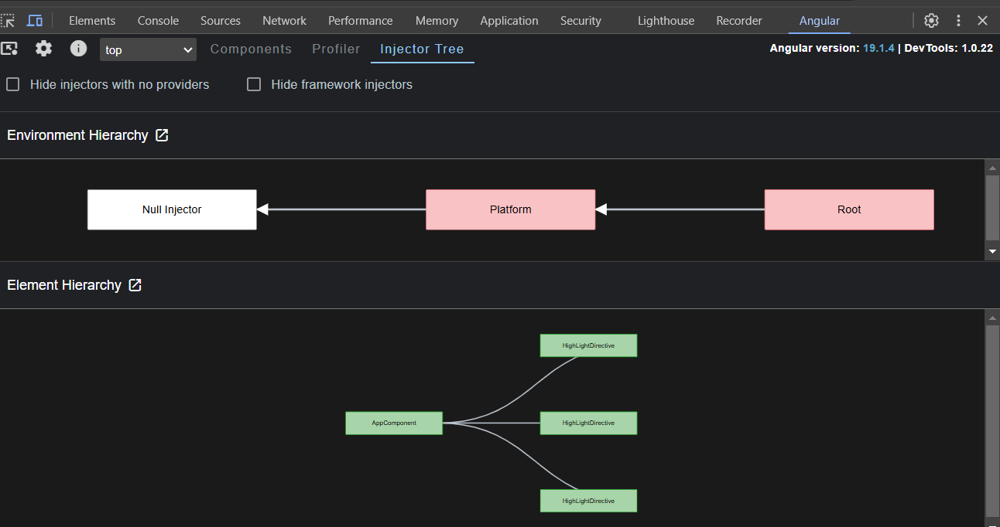 Elements Console Sources Network Performance Memory Application Security Lighthouse Recorder Angular
top Components Profiler Injector Tree Angular version: 19.1.4 | DevTools: 1.0.22
Hide injectors with no providers Hide framework injectors
Environment Hierarchy
Null Injector Platform Root
Element Hierarchy
HighLightDirective
AppComponent HighLightDirective
HighLightDirective